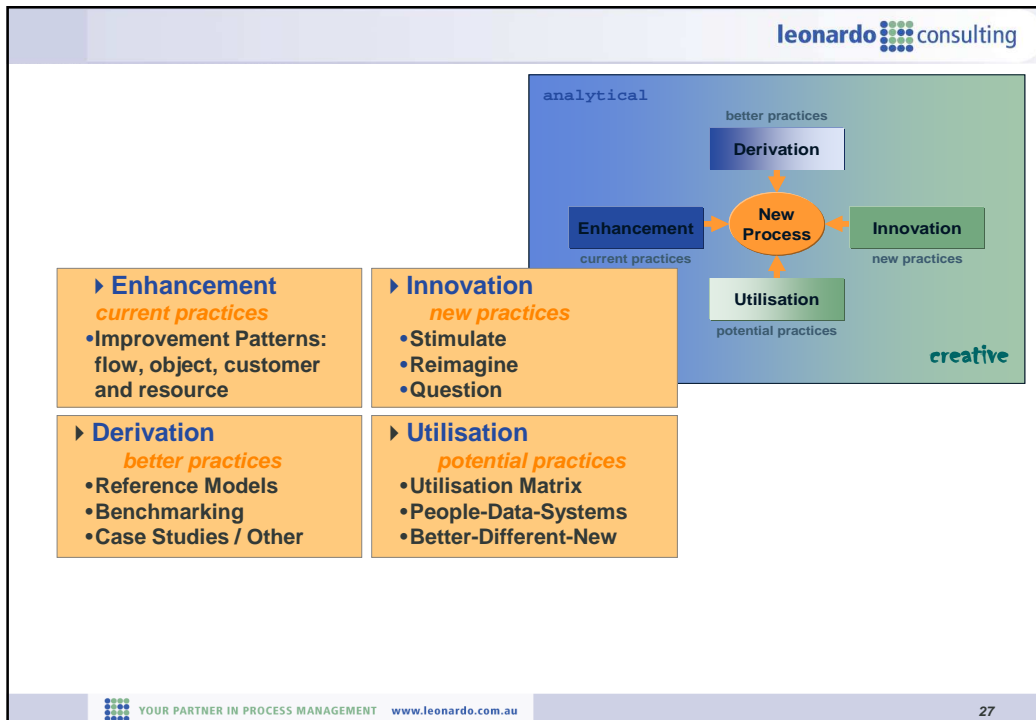 leonardo consulting
analytical
better practices
Derivation
New
Process
Enhancement
current practices
Innovation
new practices
Utilisation
potential practices
creative
Enhancement
current practices
•Improvement Patterns:
flow, object, customer
and resource
Innovation
new practices
•Stimulate
•Reimagine
•Question
Derivation
better practices
•Reference Models
•Benchmarking
•Case Studies / Other
Utilisation
potential practices
•Utilisation Matrix
•People-Data-Systems
•Better-Different-New
YOUR PARTNER IN PROCESS MANAGEMENT www.leonardo.com.au
27